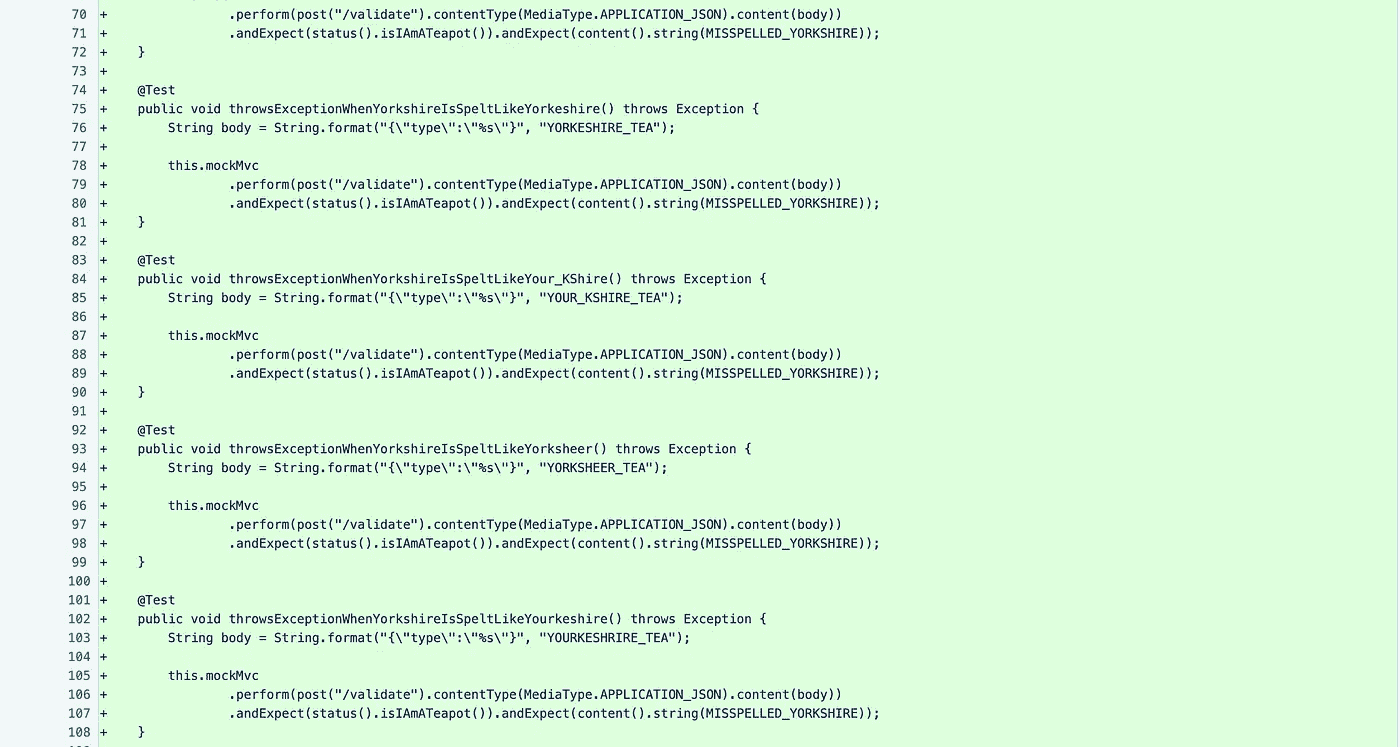 70 + .perform(post("/validate").contentType(MediaType.APPLICATION_JSON).content(body))
71 + .andExpect(status().isIAmATeapot()).andExpect(content().string(MISSPELLED_YORKSHIRE));
72 + }
73 +
74 + @Test
75 + public void throwsExceptionWhenYorkshireIsSpeltLikeYorkeshire() throws Exception {
76 + String body = String.format("{\"type\":\"%s\"}", "YORKESHIRE_TEA");
77 +
78 + this.mockMvc
79 + .perform(post("/validate").contentType(MediaType.APPLICATION_JSON).content(body))
80 + .andExpect(status().isIAmATeapot()).andExpect(content().string(MISSPELLED_YORKSHIRE));
81 + }
82 +
83 + @Test
84 + public void throwsExceptionWhenYorkshireIsSpeltLikeYour_KShire() throws Exception {
85 + String body = String.format("{\"type\":\"%s\"}", "YOUR_KSHIRE_TEA");
86 +
87 + this.mockMvc
88 + .perform(post("/validate").contentType(MediaType.APPLICATION_JSON).content(body))
89 + .andExpect(status().isIAmATeapot()).andExpect(content().string(MISSPELLED_YORKSHIRE));
90 + }
91 +
92 + @Test
93 + public void throwsExceptionWhenYorkshireIsSpeltLikeYorksheer() throws Exception {
94 + String body = String.format("{\"type\":\"%s\"}", "YORKSHEER_TEA");
95 +
96 + this.mockMvc
97 + .perform(post("/validate").contentType(MediaType.APPLICATION_JSON).content(body))
98 + .andExpect(status().isIAmATeapot()).andExpect(content().string(MISSPELLED_YORKSHIRE));
99 + }
100 +
101 + @Test
102 + public void throwsExceptionWhenYorkshireIsSpeltLikeYourkeshire() throws Exception {
103 + String body = String.format("{\"type\":\"%s\"}", "YOURKESHRIRE_TEA");
104 +
105 + this.mockMvc
106 + .perform(post("/validate").contentType(MediaType.APPLICATION_JSON).content(body))
107 + .andExpect(status().isIAmATeapot()).andExpect(content().string(MISSPELLED_YORKSHIRE));
108 + }